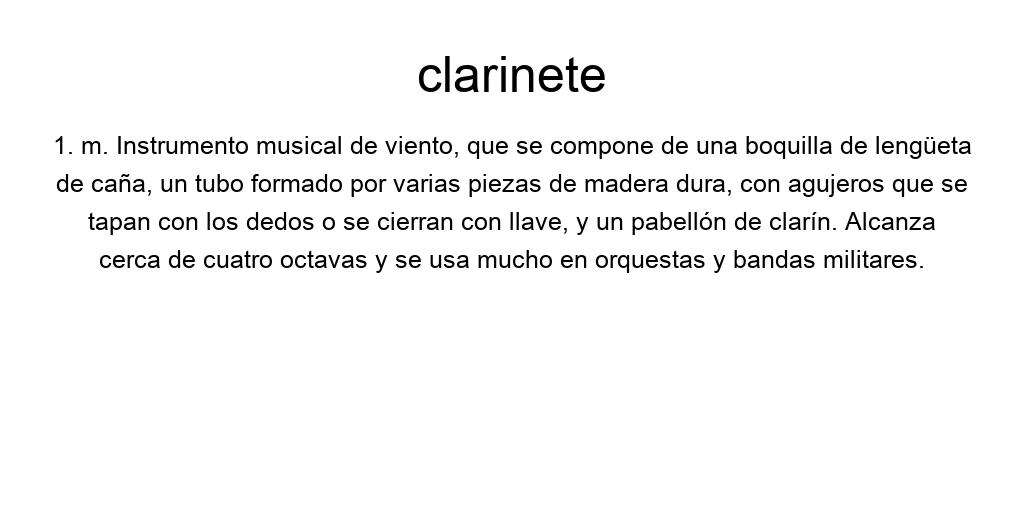 clarinete
1. m. Instrumento musical de viento, que se compone de una boquilla de lengüeta
de caña, un tubo formado por varias piezas de madera dura, con agujeros que se
tapan con los dedos o se cierran con llave, y un pabellón de clarín. Alcanza
cerca de cuatro octavas y se usa mucho en orquestas y bandas militares.